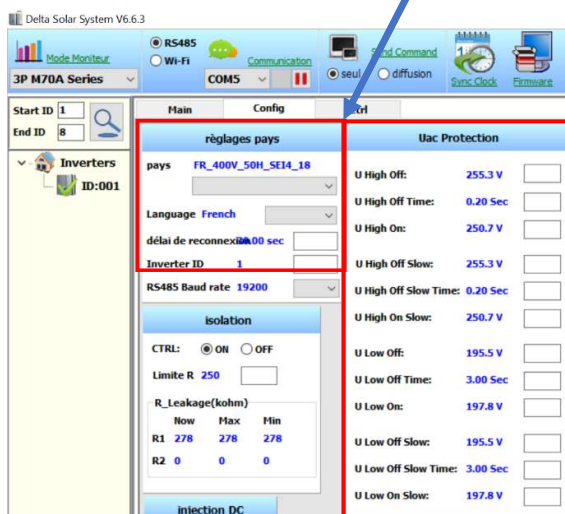 Delta Solar System V6.6.3
Mode Moniteur
3P M70A Series
RS485
Wi-Fi
Communication
COM5
Send Command
seul
diffusion
Sync Clock
Firmware
Start ID 1
End ID 8
Inverters
ID:001
Main
Config
règlages pays
pays FR_400V_50H_SEI4_18
Language French
délai de reconnexion .00 sec
Inverter ID 1
RS485 Baud rate 19200
isolation
CTRL: ON OFF
Limite R 250
R_Leakage(kohm)
Now Max Min
R1 278 278 278
R2 0 0 0
injection DC
Uac Protection
U High Off: 255.3 V
U High Off Time: 0.20 Sec
U High On: 250.7 V
U High Off Slow: 255.3 V
U High Off Slow Time: 0.20 Sec
U High On Slow: 250.7 V
U Low Off: 195.5 V
U Low Off Time: 3.00 Sec
U Low On: 197.8 V
U Low Off Slow: 195.5 V
U Low Off Slow Time: 3.00 Sec
U Low On Slow: 197.8 V